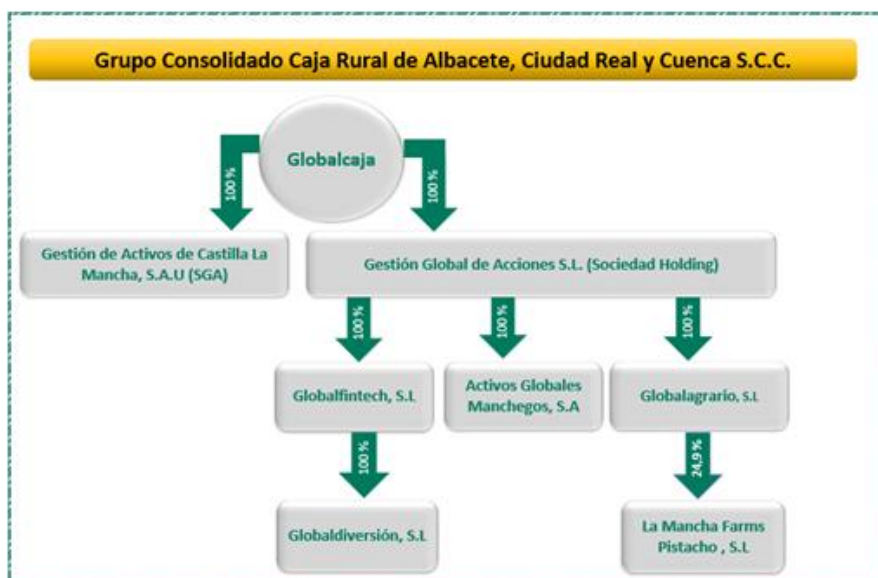 Grupo Consolidado Caja Rural de Albacete, Ciudad Real y Cuenca S.C.C.
Globalcaja
100 %
100 %
Gestión de Activos de Castilla La
Mancha, S.A.U (SGA)
Gestión Global de Acciones S.L. (Sociedad Holding)
100 %
100 %
100 %
Globalfintech, S.L
Activos Globales
Manchegos, S.A
Globalagrario, S.L
100 %
24,9 %
Globaldiversión, S.L
La Mancha Farms
Pistacho , S.L